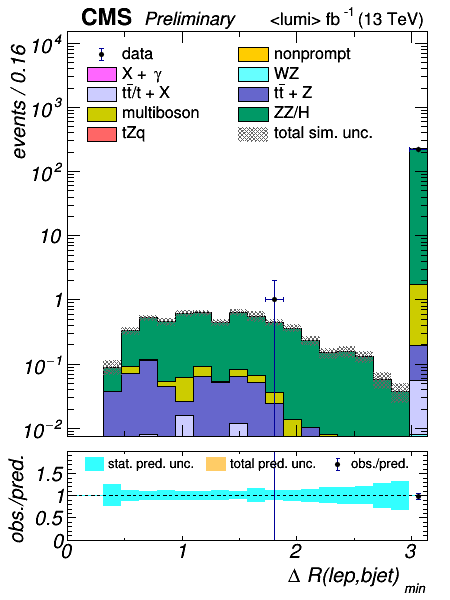 CMS Preliminary <lumi> fb⁻¹ (13 TeV)
events / 0.16
10⁴
10³
10²
10
1
10⁻¹
10⁻²
data
nonprompt
X + γ
WZ
tt̄/t + X
tt̄ + Z
multiboson
ZZ/H
tZq
total sim. unc.
obs./pred.
1.5
1
0.5
0
stat. pred. unc.
total pred. unc.
obs./pred.
0 1 2 3
Δ R(lep,bjet)
min